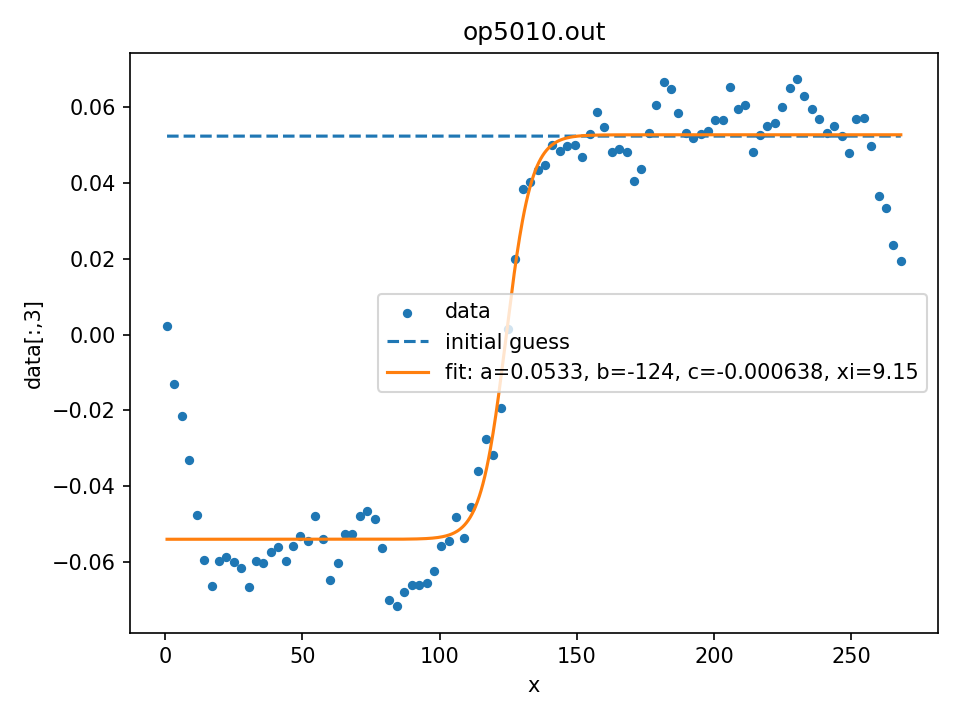 op5010.out
0.06
0.04
0.02
0.00
−0.02
−0.04
−0.06
data[:,3]
data
initial guess
fit: a=0.0533, b=-124, c=-0.000638, xi=9.15
0 50 100 150 200 250
x